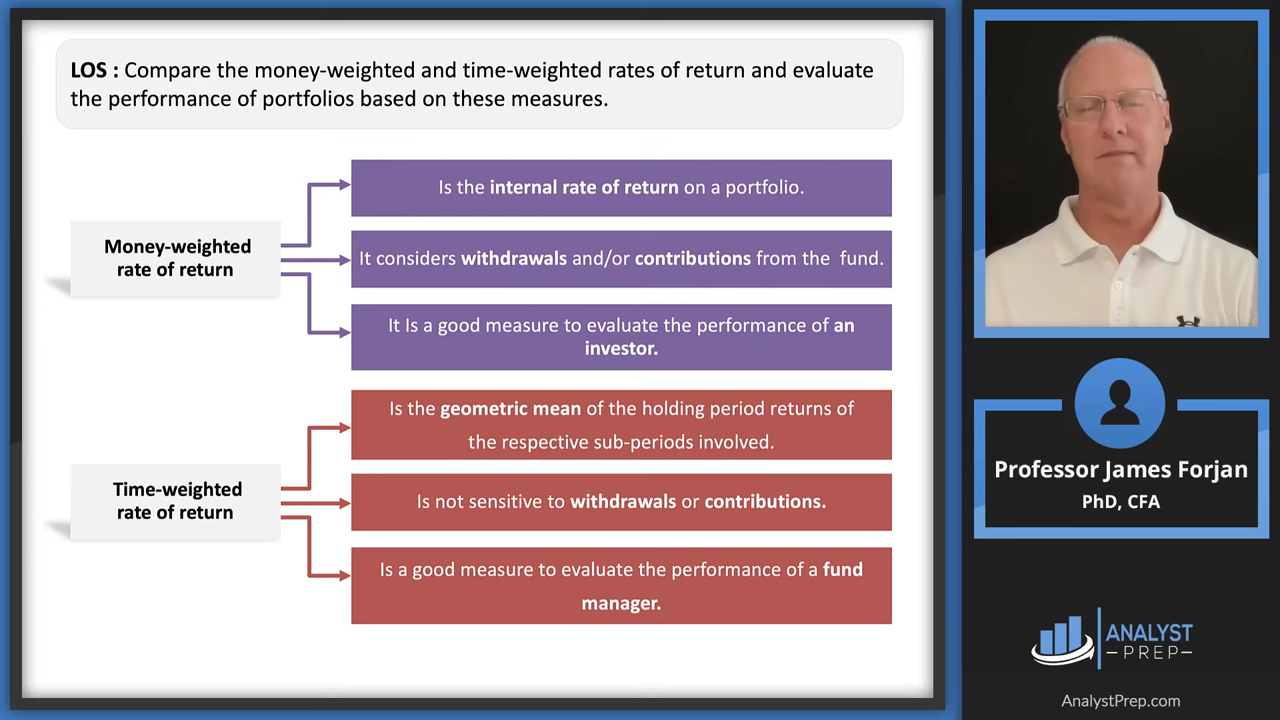 LOS : Compare the money-weighted and time-weighted rates of return and evaluate
the performance of portfolios based on these measures.
Money-weighted
rate of return
Is the internal rate of return on a portfolio.
It considers withdrawals and/or contributions from the  fund.
It Is a good measure to evaluate the performance of an
investor.
Time-weighted
rate of return
Is the geometric mean of the holding period returns of
the respective sub-periods involved.
Is not sensitive to withdrawals or contributions.
Is a good measure to evaluate the performance of a fund
manager.
Professor James Forjan
PhD, CFA
ANALYST
PREP
AnalystPrep.com